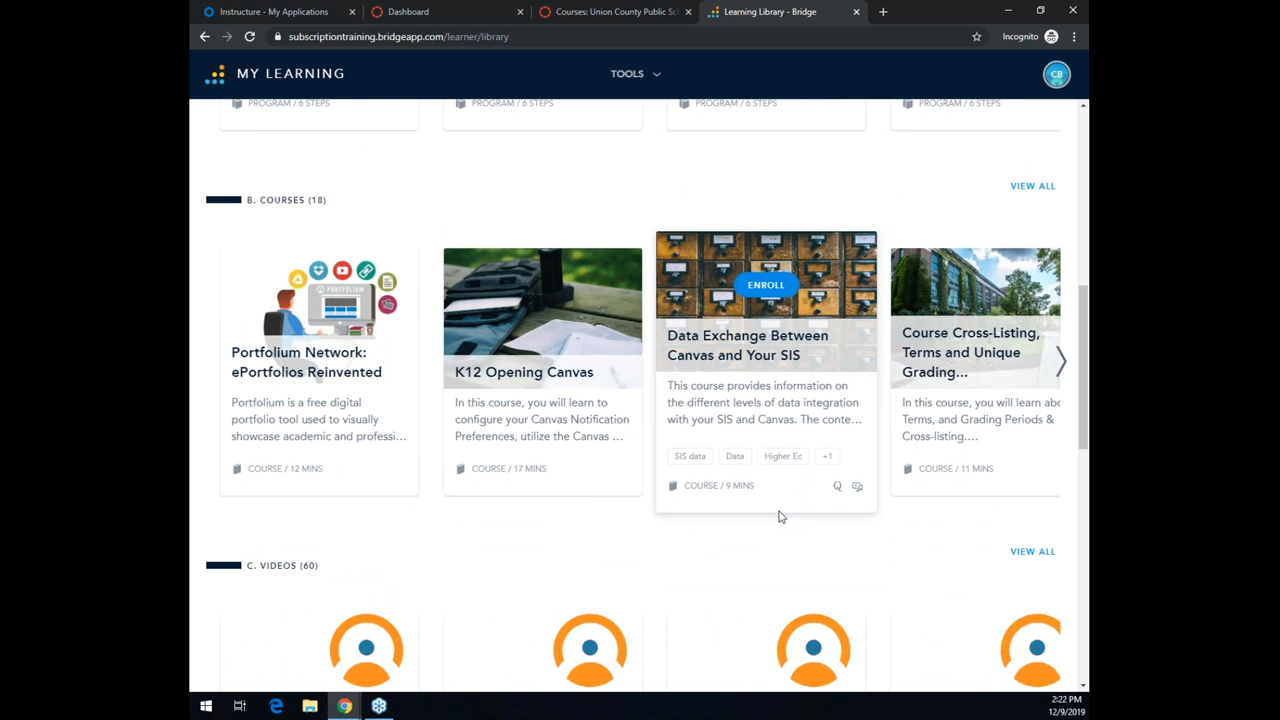 Instructure - My Applications
Dashboard
Courses: Union County Public Sc
Learning Library - Bridge
subscriptiontraining.bridgeapp.com/learner/library
Incognito
MY LEARNING
TOOLS
CB
PROGRAM / 6 STEPS
PROGRAM / 6 STEPS
PROGRAM / 6 STEPS
PROGRAM / 6 STEPS
VIEW ALL
B. COURSES (18)
PORTFOLIUM
Portfolium Network:
ePortfolios Reinvented
Portfolium is a free digital
portfolio tool used to visually
showcase academic and professi...
COURSE / 12 MINS
K12 Opening Canvas
In this course, you will learn to
configure your Canvas Notification
Preferences, utilize the Canvas ...
COURSE / 17 MINS
ENROLL
Data Exchange Between
Canvas and Your SIS
This course provides information on
the different levels of data integration
with your SIS and Canvas. The conte...
SIS data
Data
Higher Ec
+1
COURSE / 9 MINS
Q
Course Cross-Listing,
Terms and Unique
Grading...
In this course, you will learn abo
Terms, and Grading Periods &
Cross-listing....
COURSE / 11 MINS
VIEW ALL
C. VIDEOS (60)
2:22 PM
12/9/2019